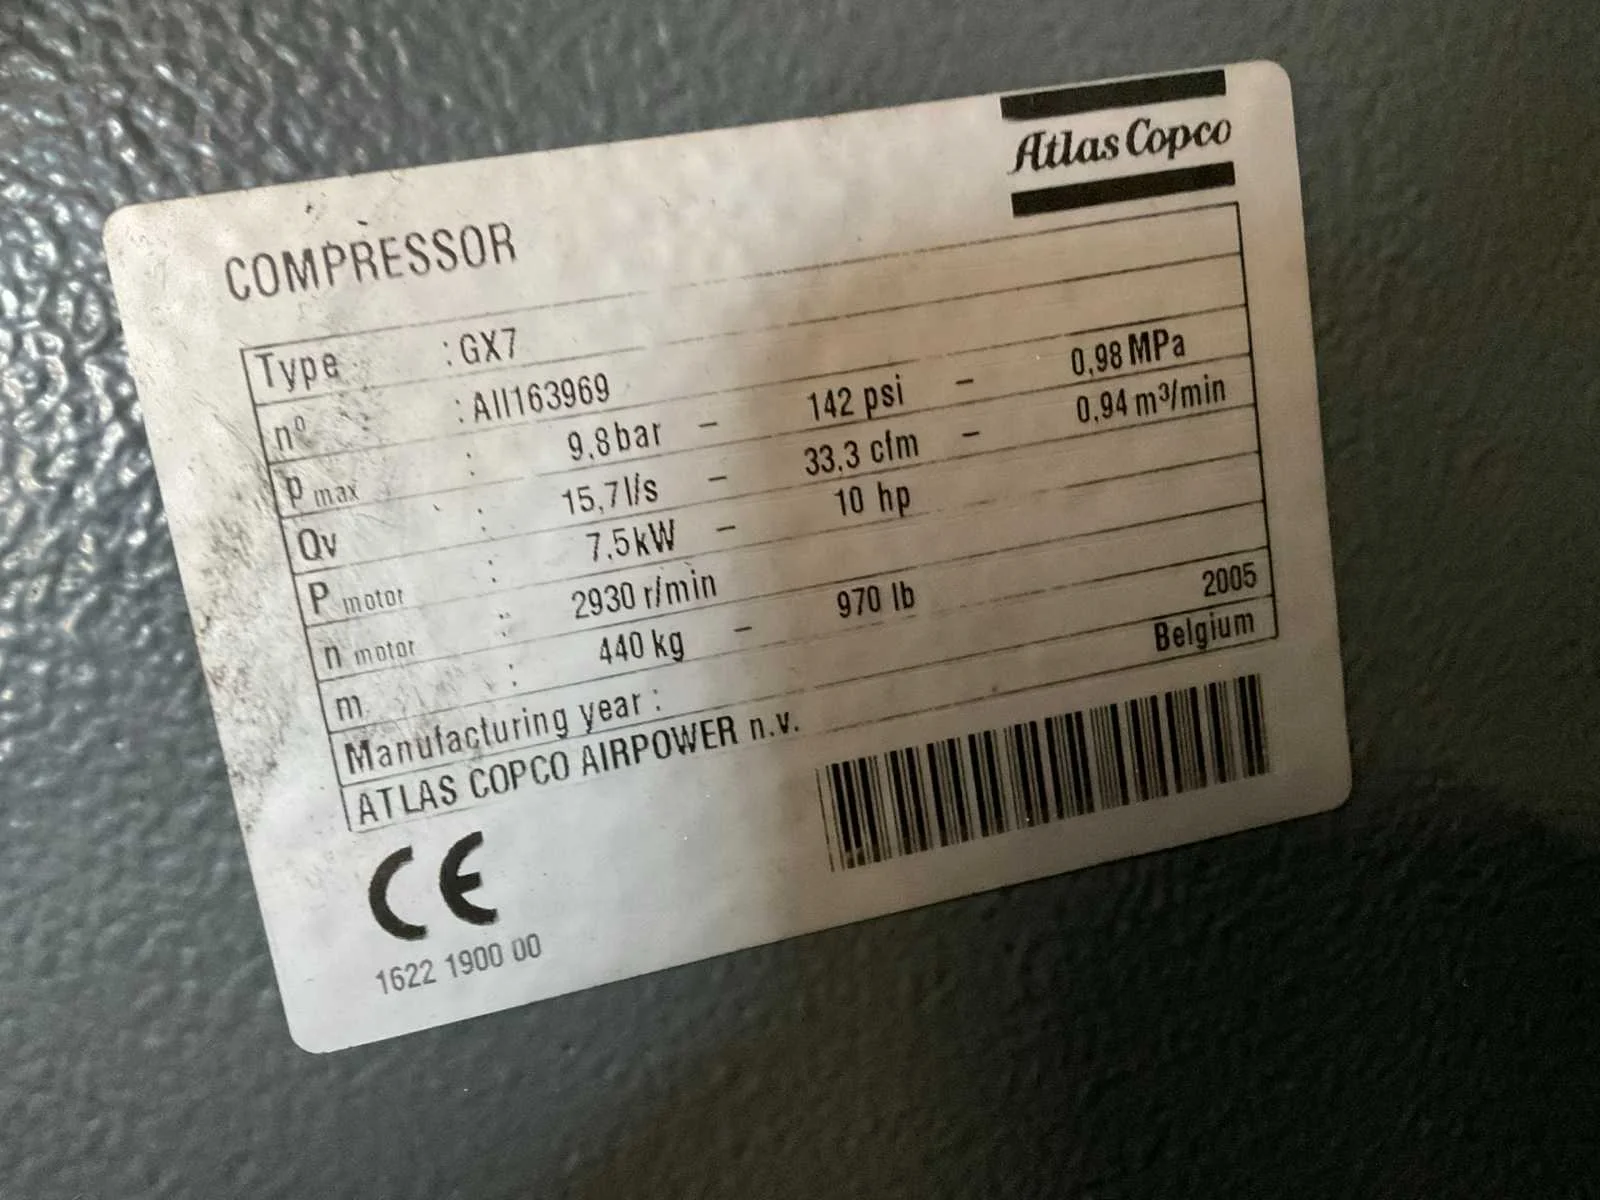 Atlas Copco
COMPRESSOR
Type : GX7
nº : AII163969
P max : 9,8 bar – 142 psi – 0,98 MPa
Qv : 15,7 l/s – 33,3 cfm – 0,94 m³/min
P motor : 7,5 kW – 10 hp
n motor : 2930 r/min
m : 440 kg – 970 lb
Manufacturing year : 2005
ATLAS COPCO AIRPOWER n.v. Belgium
CE
1622 1900 00